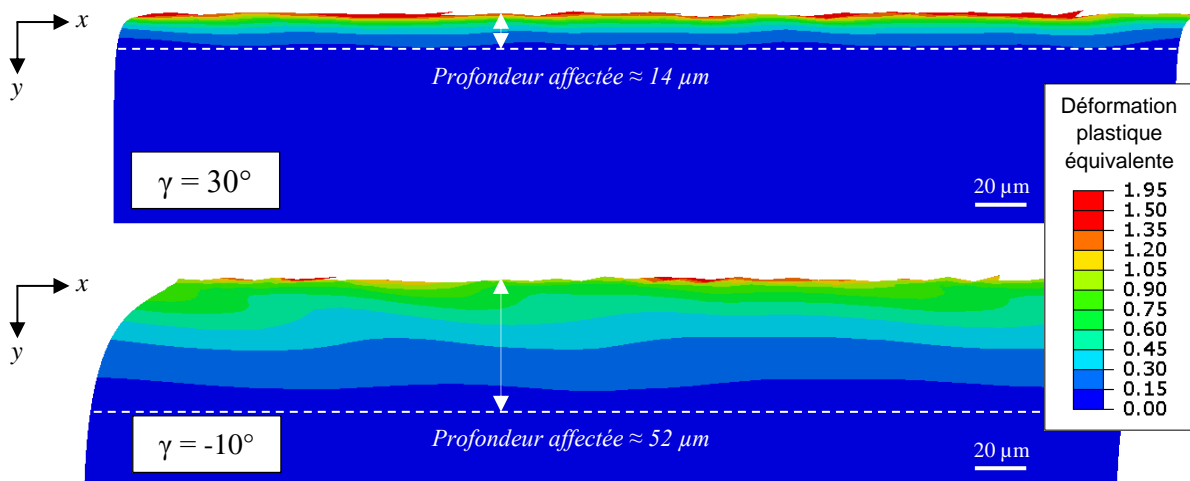 x
y
Profondeur affectée ≈ 14 µm
γ = 30°
20 µm
Déformation
plastique
équivalente
1.95
1.50
1.35
1.20
1.05
0.90
0.75
0.60
0.45
0.30
0.15
0.00
x
y
Profondeur affectée ≈ 52 µm
γ = -10°
20 µm